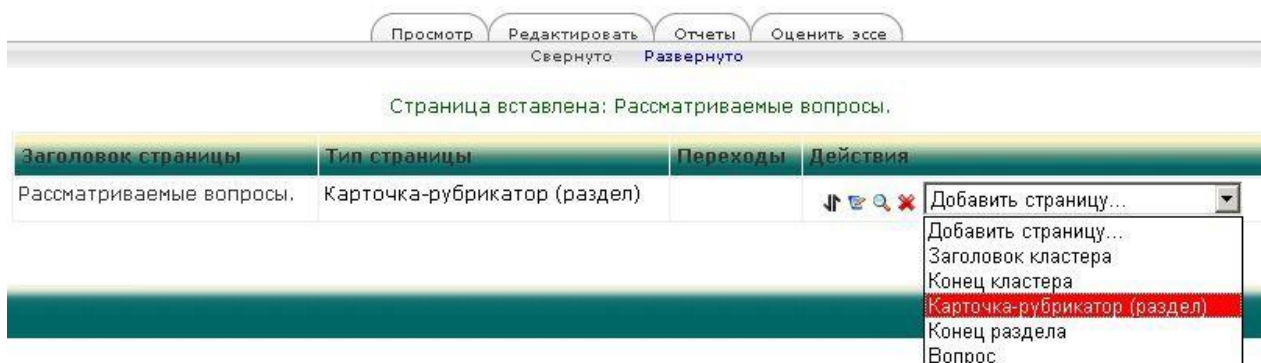 Просмотр Редактировать Отчеты Оценить эссе
Свернуто Развернуто
Страница вставлена: Рассматриваемые вопросы.
Заголовок страницы Тип страницы Переходы Действия
Рассматриваемые вопросы. Карточка-рубрикатор (раздел) Добавить страницу...
Добавить страницу...
Заголовок кластера
Конец кластера
Карточка-рубрикатор (раздел)
Конец раздела
Вопрос